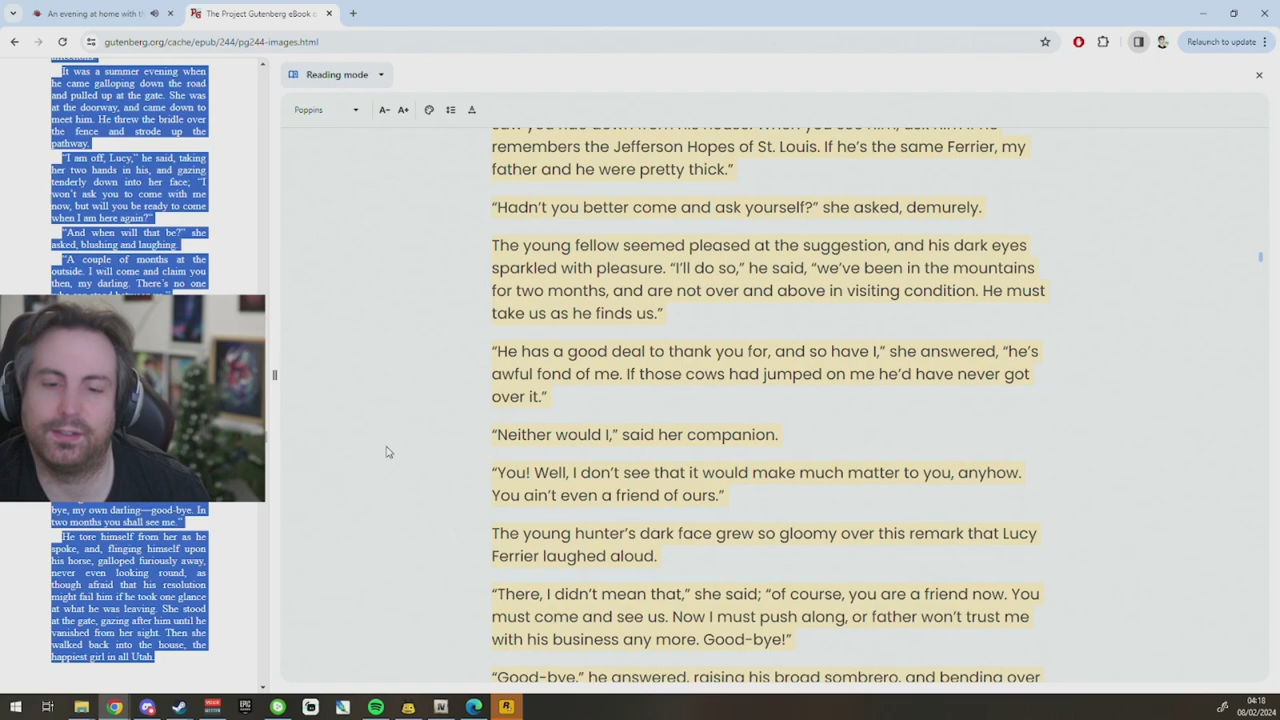 An evening at home with th
The Project Gutenberg eBook o
gutenberg.org/cache/epub/244/pg244-images.html
Relaunch to update
affections.
It was a summer evening when
he came galloping down the road
and pulled up at the gate. She was
at the doorway, and came down to
meet him. He threw the bridle over
the fence and strode up the
pathway.
“I am off, Lucy,” he said, taking
her two hands in his, and gazing
tenderly down into her face; “I
won’t ask you to come with me
now, but will you be ready to come
when I am here again?”
“And when will that be?” she
asked, blushing and laughing.
“A couple of months at the
outside. I will come and claim you
then, my darling. There’s no one
bye, my own darling—good-bye. In
two months you shall see me.”
He tore himself from her as he
spoke, and, flinging himself upon
his horse, galloped furiously away,
never even looking round, as
though afraid that his resolution
might fail him if he took one glance
at what he was leaving. She stood
at the gate, gazing after him until he
vanished from her sight. Then she
walked back into the house, the
happiest girl in all Utah.
Reading mode
Poppins
A- A+
remembers the Jefferson Hopes of St. Louis. If he’s the same Ferrier, my
father and he were pretty thick.”
“Hadn’t you better come and ask yourself?” she asked, demurely.
The young fellow seemed pleased at the suggestion, and his dark eyes
sparkled with pleasure. “I’ll do so,” he said, “we’ve been in the mountains
for two months, and are not over and above in visiting condition. He must
take us as he finds us.”
“He has a good deal to thank you for, and so have I,” she answered, “he’s
awful fond of me. If those cows had jumped on me he’d have never got
over it.”
“Neither would I,” said her companion.
“You! Well, I don’t see that it would make much matter to you, anyhow.
You ain’t even a friend of ours.”
The young hunter’s dark face grew so gloomy over this remark that Lucy
Ferrier laughed aloud.
“There, I didn’t mean that,” she said; “of course, you are a friend now. You
must come and see us. Now I must push along, or father won’t trust me
with his business any more. Good-bye!”
“Good-bye,” he answered, raising his broad sombrero, and bending over
04:18
08/02/2024